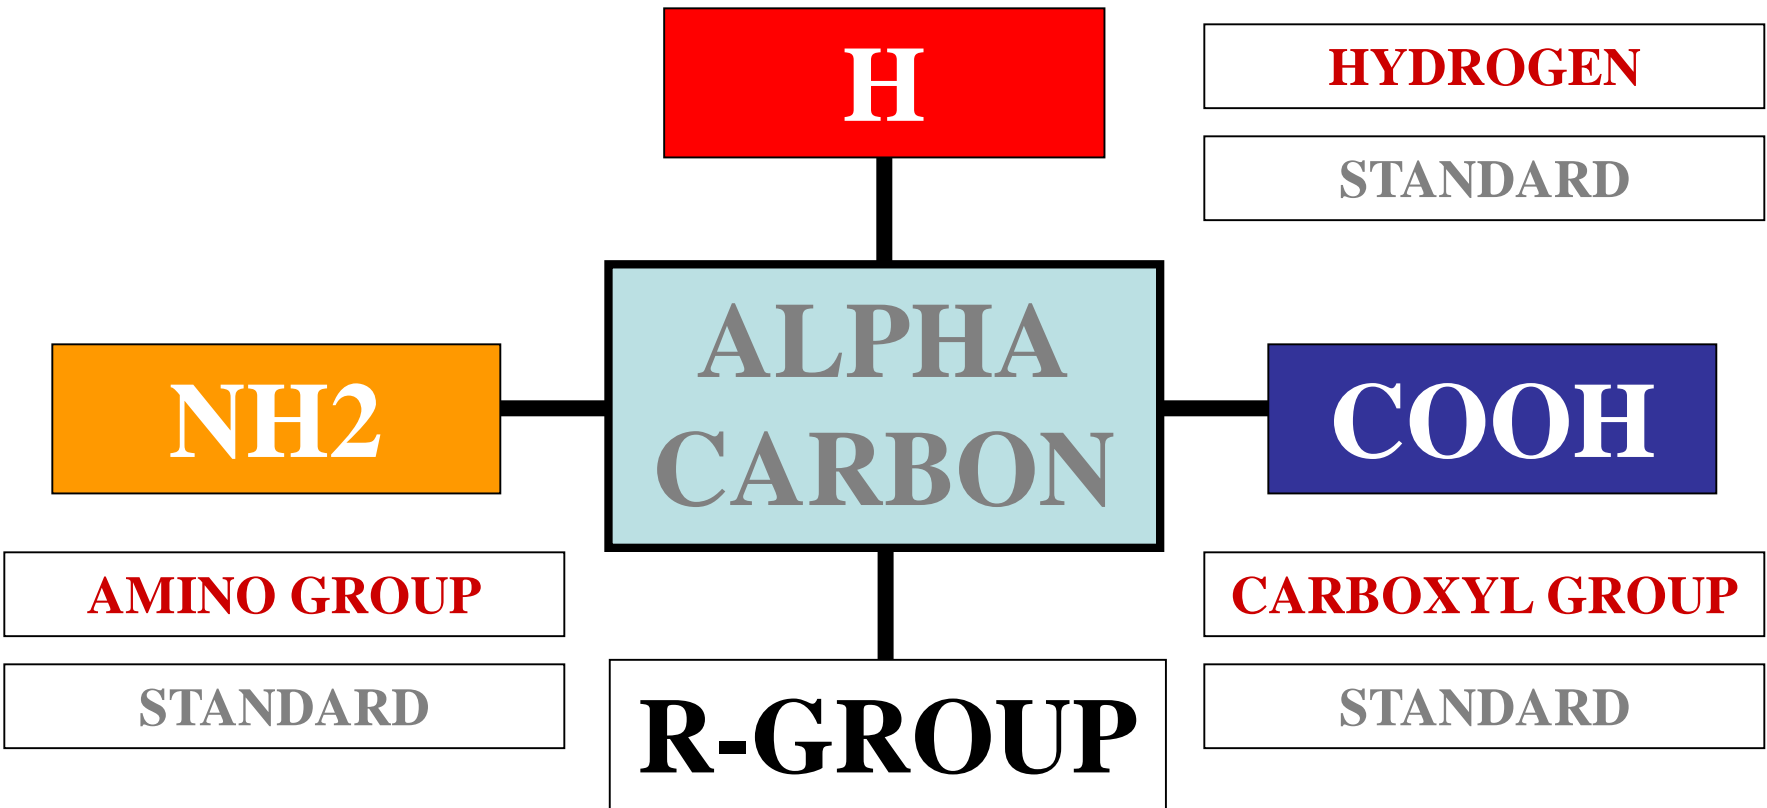 H
HYDROGEN
STANDARD
ALPHA
CARBON
NH2
COOH
AMINO GROUP
CARBOXYL GROUP
STANDARD
STANDARD
R-GROUP